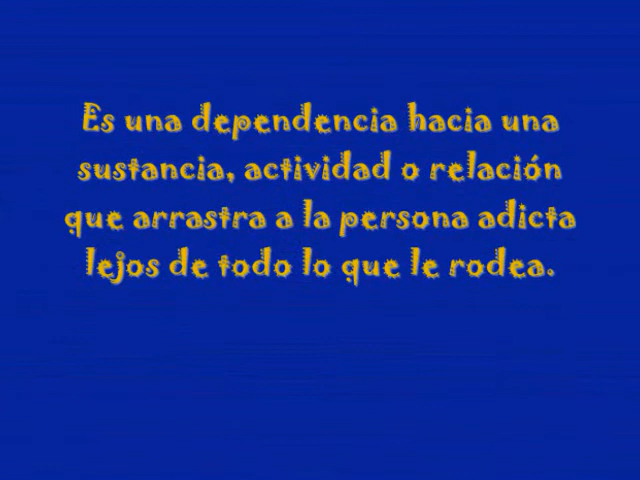 Es una dependencia hacia una
sustancia, actividad o relación
que arrastra a la persona adicta
lejos de todo lo que le rodea.